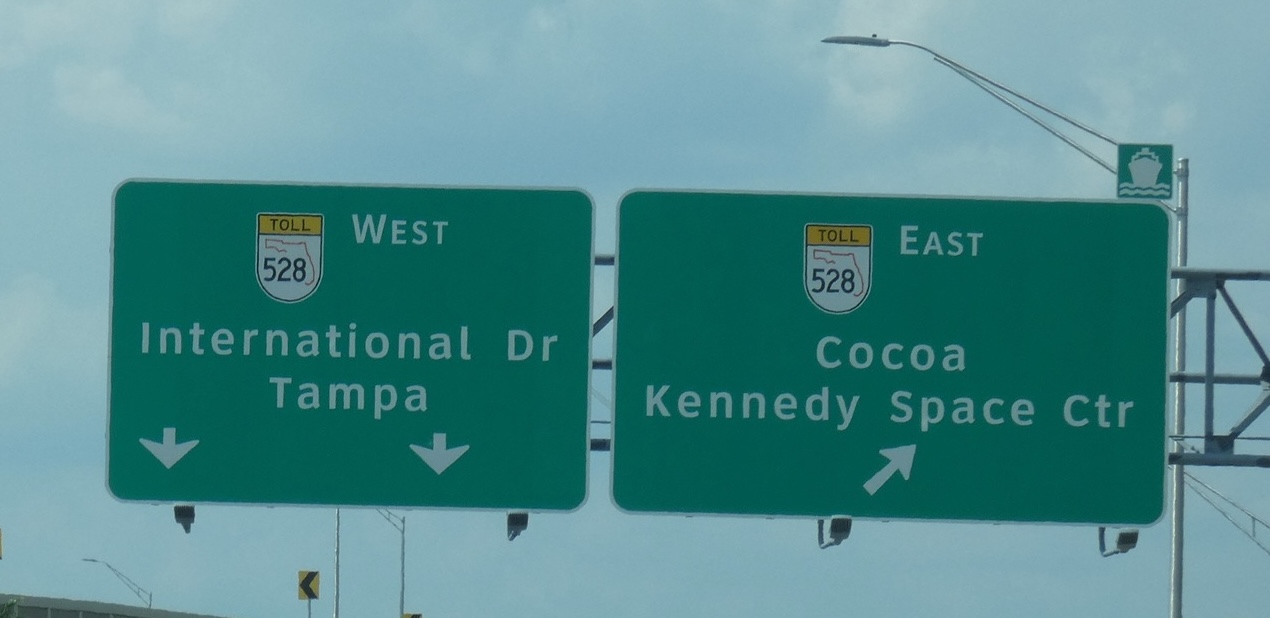 TOLL
528
WEST
International Dr
Tampa
TOLL
528
EAST
Cocoa
Kennedy Space Ctr